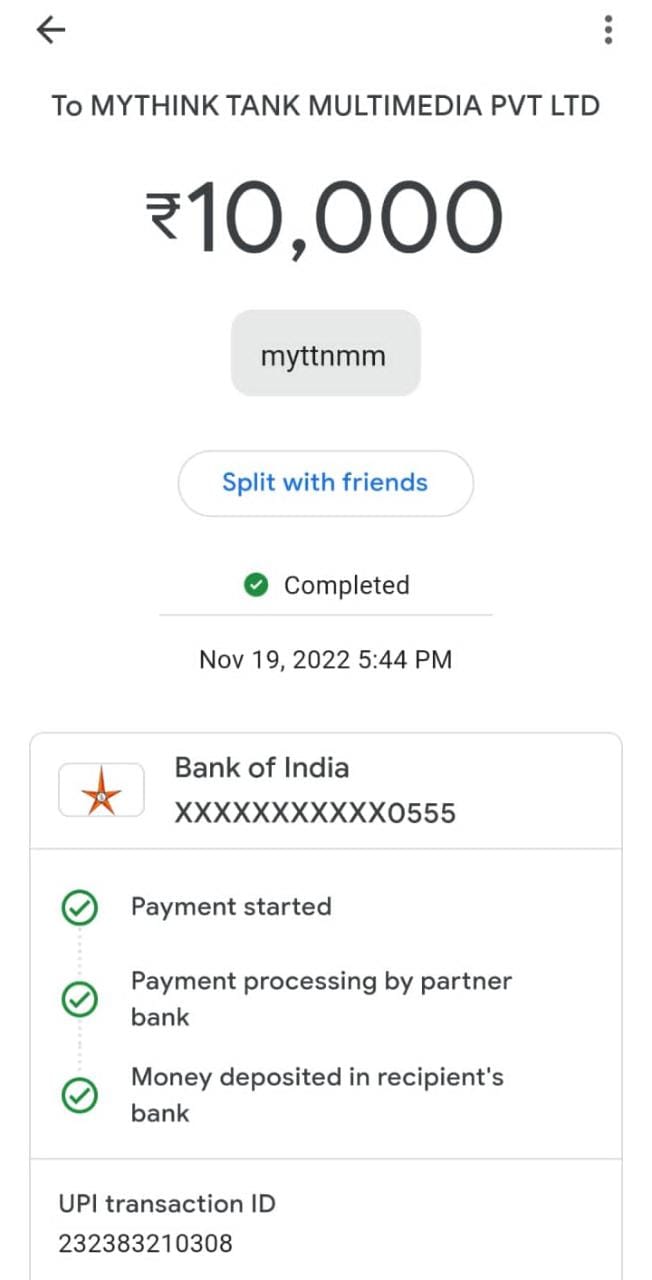 To MYTHINK TANK MULTIMEDIA PVT LTD
₹10,000
myttnmm
Split with friends
Completed
Nov 19, 2022 5:44 PM
Bank of India
XXXXXXXXXXX0555
Payment started
Payment processing by partner
bank
Money deposited in recipient's
bank
UPI transaction ID
232383210308